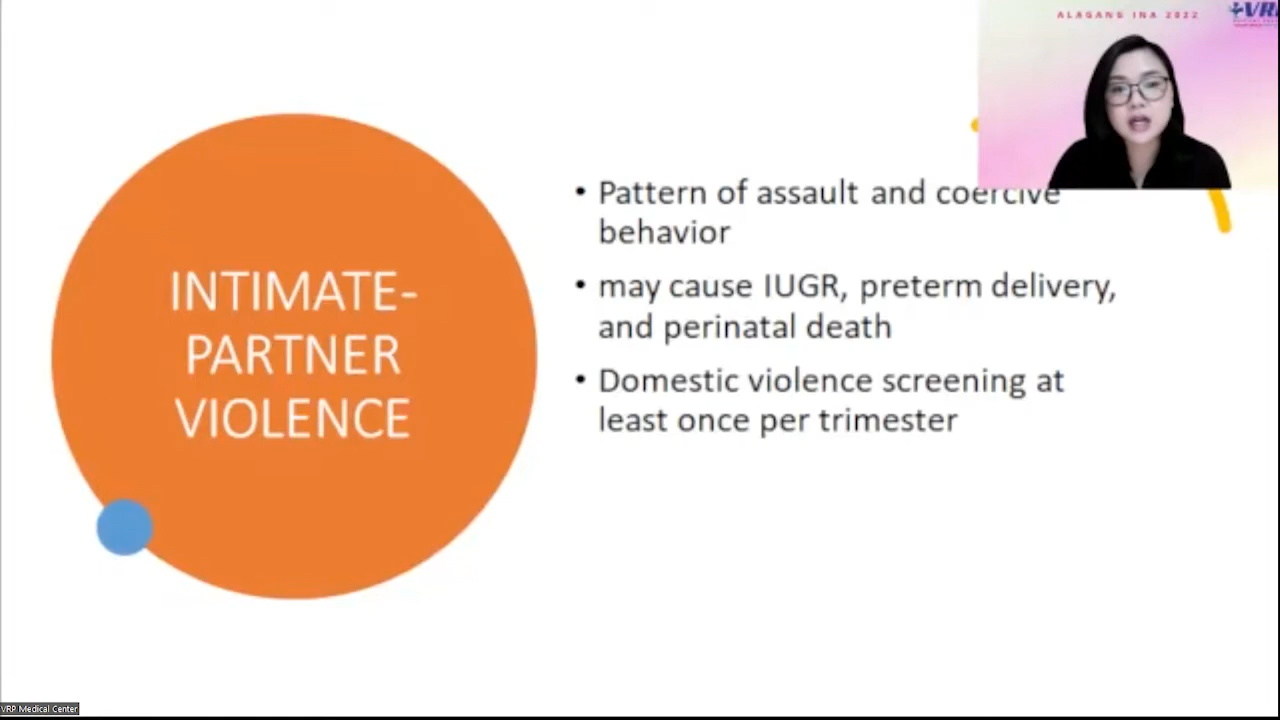 ALAGANG INA 2022
INTIMATE-
PARTNER
VIOLENCE
• Pattern of assault and coercive
behavior
• may cause IUGR, preterm delivery,
and perinatal death
• Domestic violence screening at
least once per trimester
VRP Medical Center